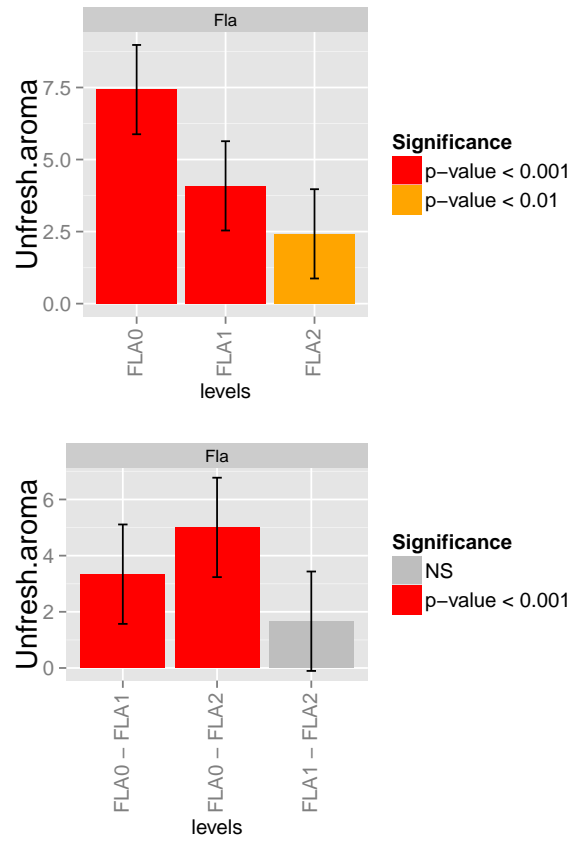 Fla
Unfresh.aroma
7.5
5.0
2.5
0.0
FLA0
FLA1
FLA2
levels
Significance
p−value < 0.001
p−value < 0.01
Fla
Unfresh.aroma
6
4
2
0
FLA0 − FLA1
FLA0 − FLA2
FLA1 − FLA2
levels
Significance
NS
p−value < 0.001